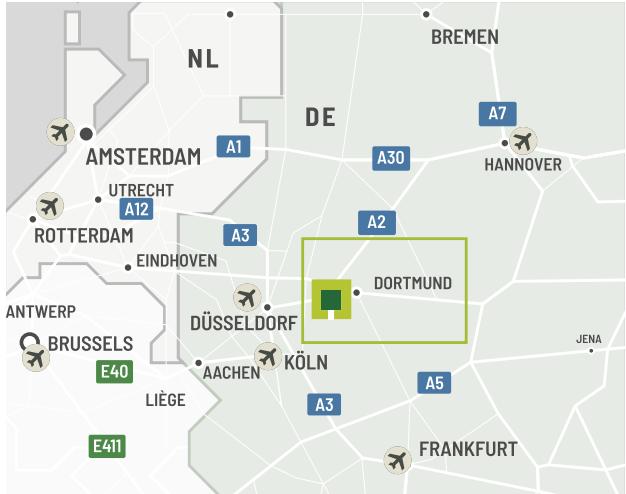 BREMEN
NL
DE
A7
AMSTERDAM
A1
A30
HANNOVER
UTRECHT
A12
A2
ROTTERDAM
A3
EINDHOVEN
DORTMUND
ANTWERP
DÜSSELDORF
BRUSSELS
JENA
KÖLN
AACHEN
E40
A5
LIÈGE
A3
E411
FRANKFURT